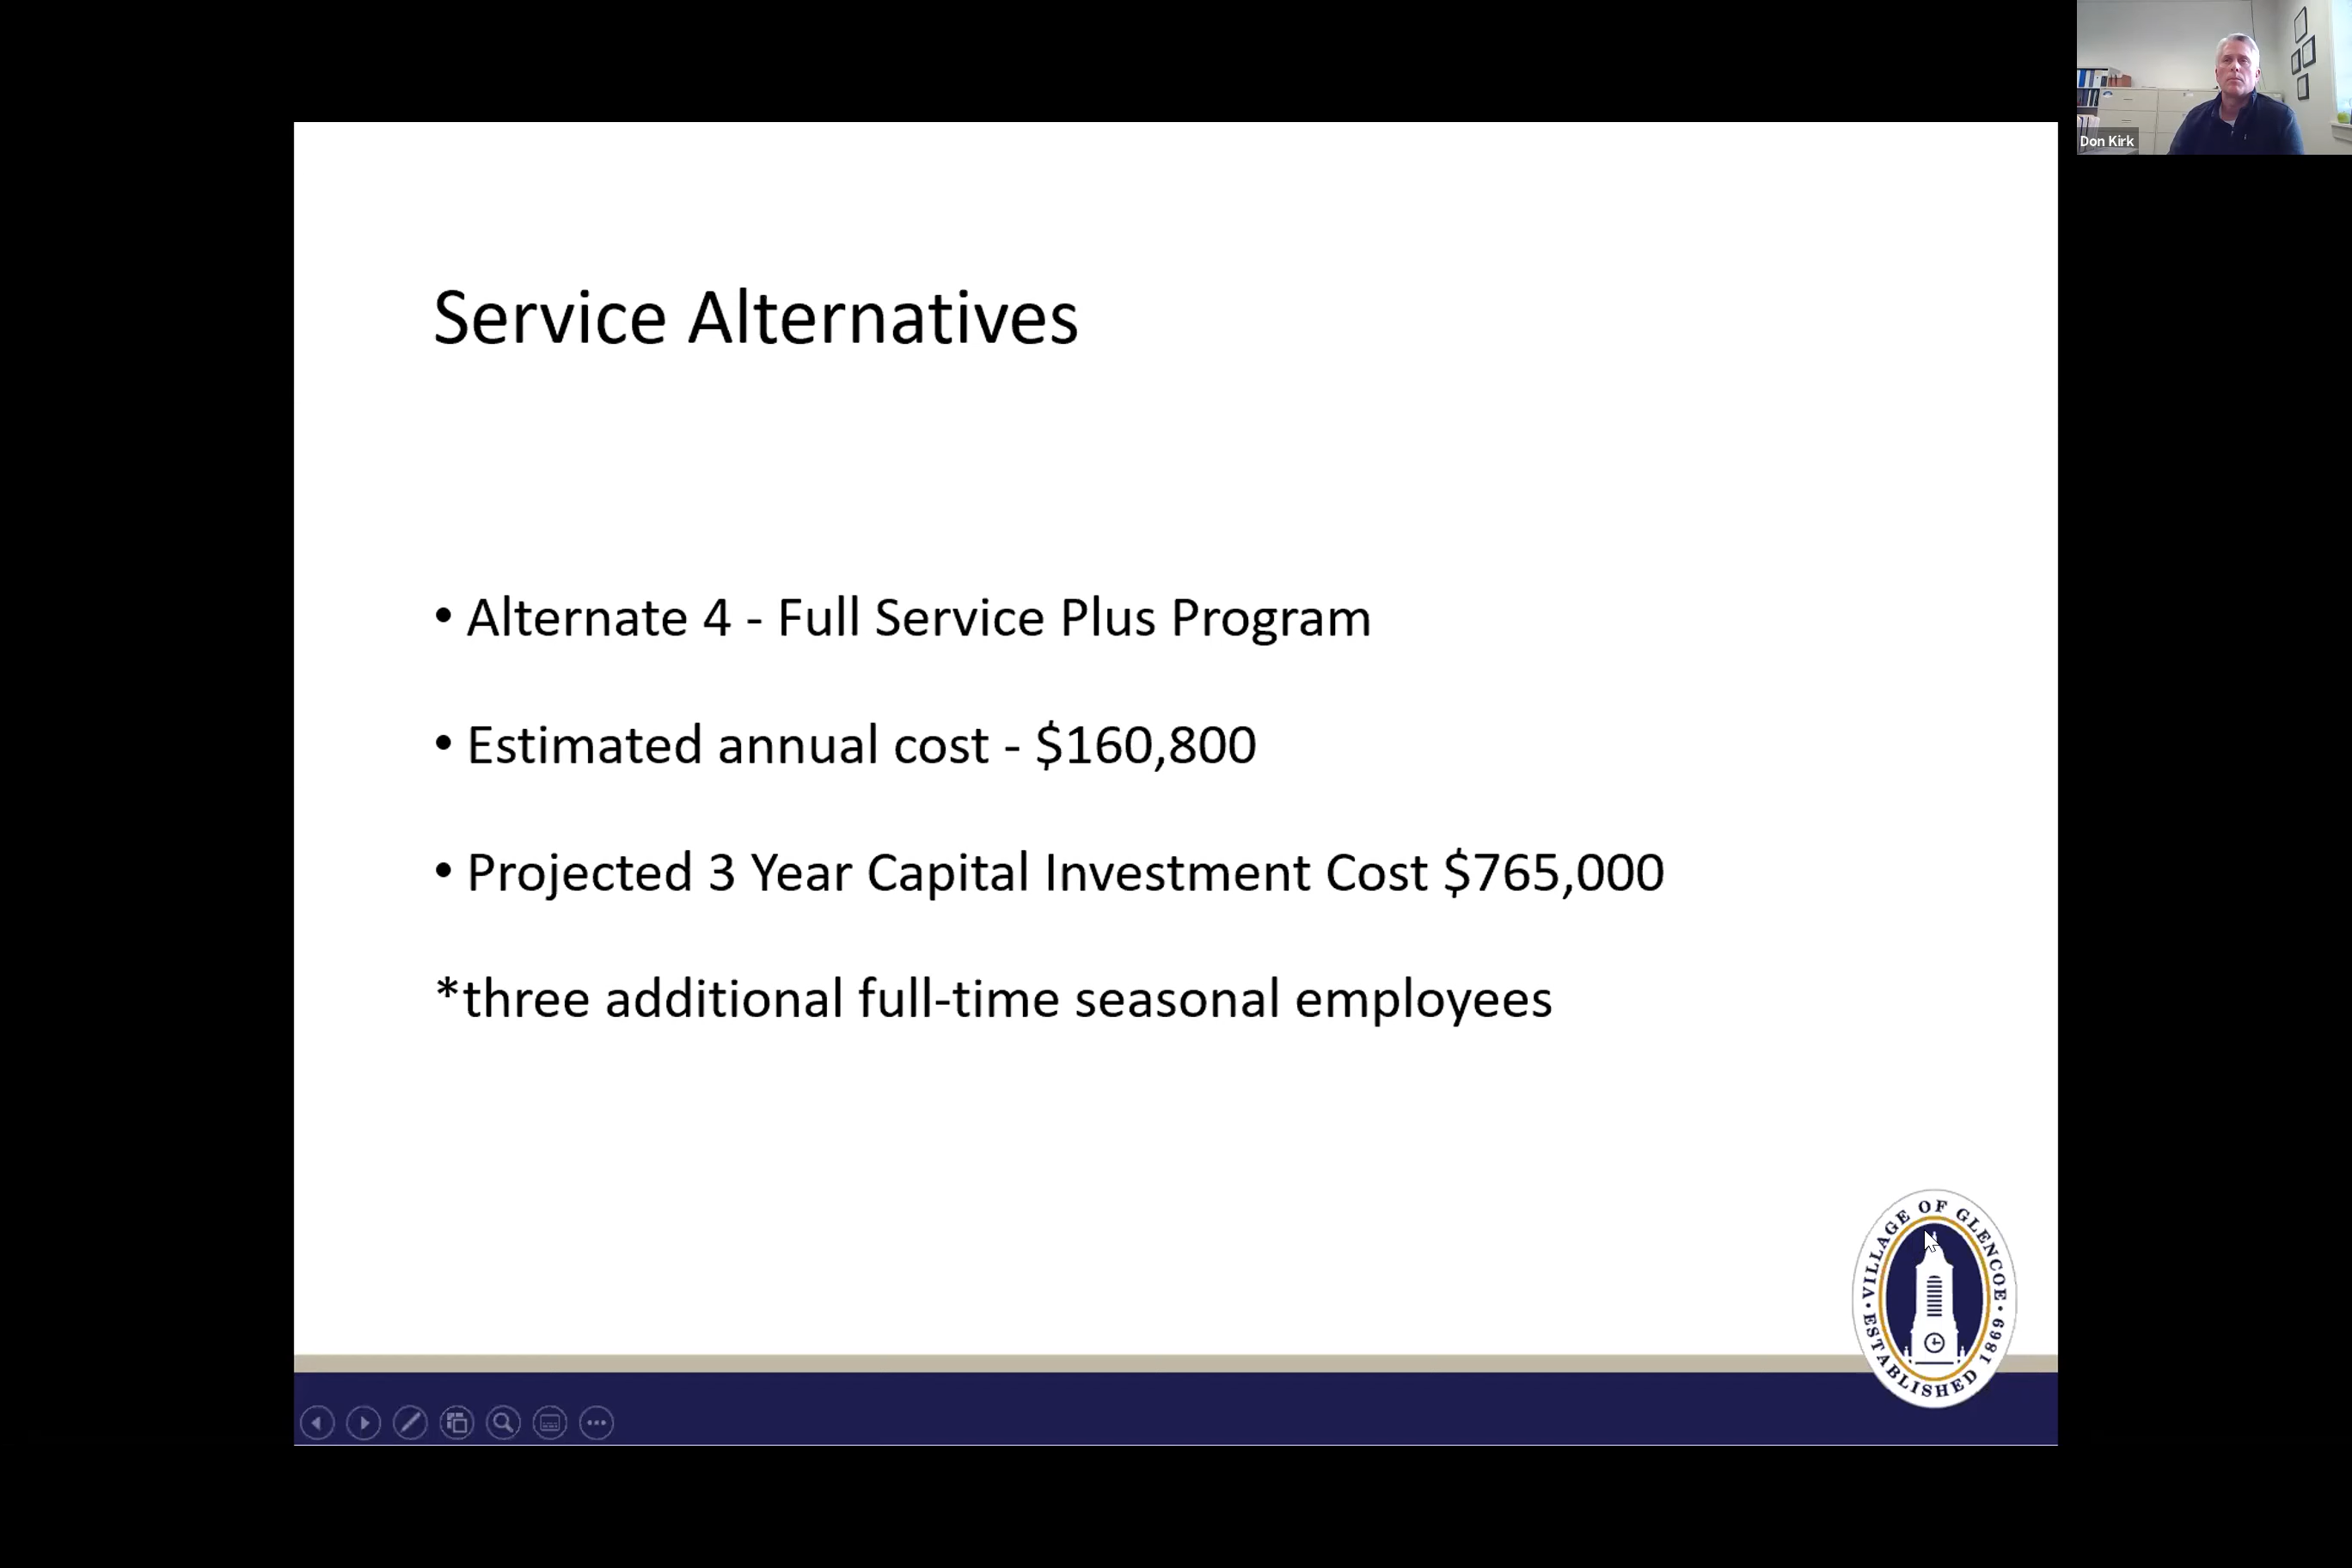 Don Kirk
Service Alternatives
• Alternate 4 - Full Service Plus Program
• Estimated annual cost - $160,800
• Projected 3 Year Capital Investment Cost $765,000
*three additional full-time seasonal employees
VILLAGE OF GLENCOE
• ESTABLISHED 1869 •